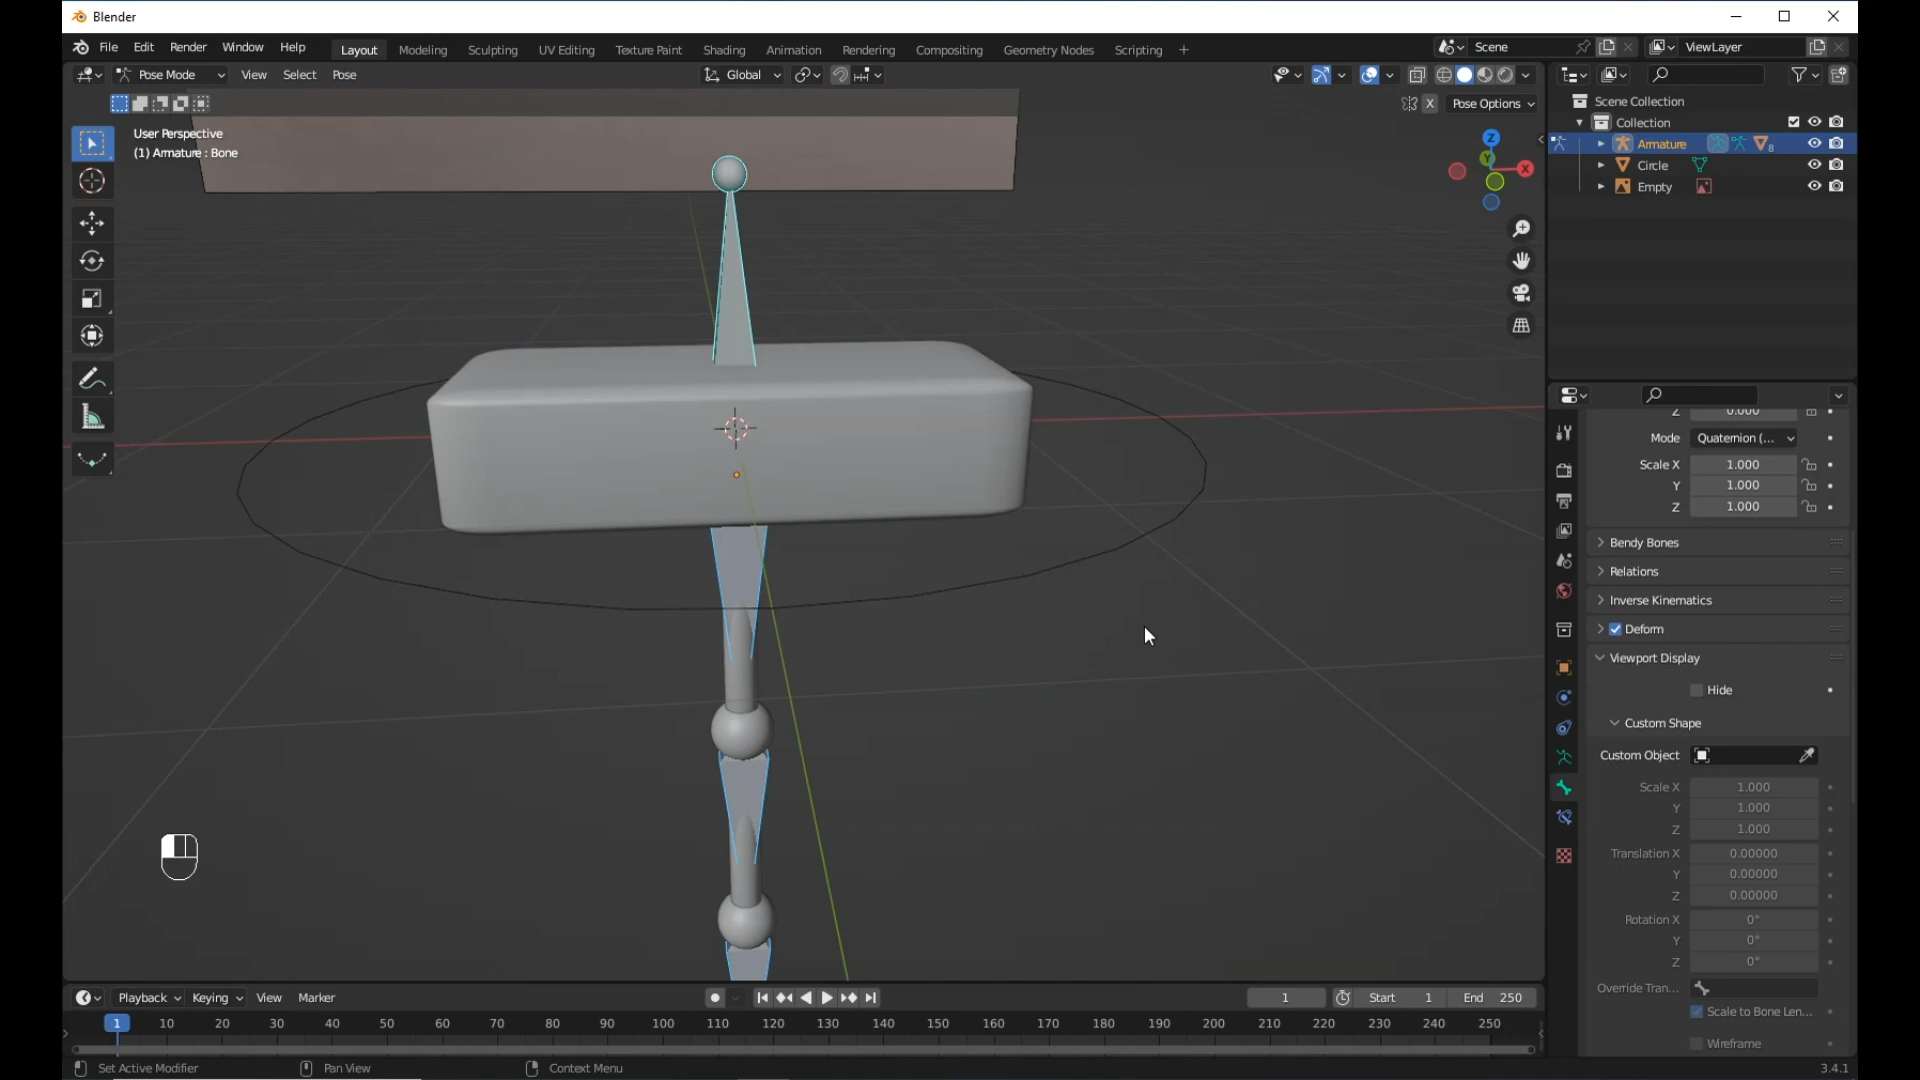 Blender
File Edit Render Window Help Layout Modeling Sculpting UV Editing Texture Paint Shading Animation Rendering Compositing Geometry Nodes Scripting + Scene ViewLayer
Pose Mode View Select Pose Global
X Pose Options
User Perspective
(1) Armature : Bone
Z
Y
X
Scene Collection
Collection
Armature 8
Circle
Empty
Z 0.000
Mode Quaternion (...
Scale X 1.000
Y 1.000
Z 1.000
Bendy Bones
Relations
Inverse Kinematics
Deform
Viewport Display
Hide
Custom Shape
Custom Object
Scale X 1.000
Y 1.000
Z 1.000
Translation X 0.00000
Y 0.00000
Z 0.00000
Rotation X 0°
Y 0°
Z 0°
Override Tran...
Scale to Bone Len...
Wireframe
Playback Keying View Marker 1 Start 1 End 250
1 10 20 30 40 50 60 70 80 90 100 110 120 130 140 150 160 170 180 190 200 210 220 230 240 250
Set Active Modifier Pan View Context Menu 3.4.1